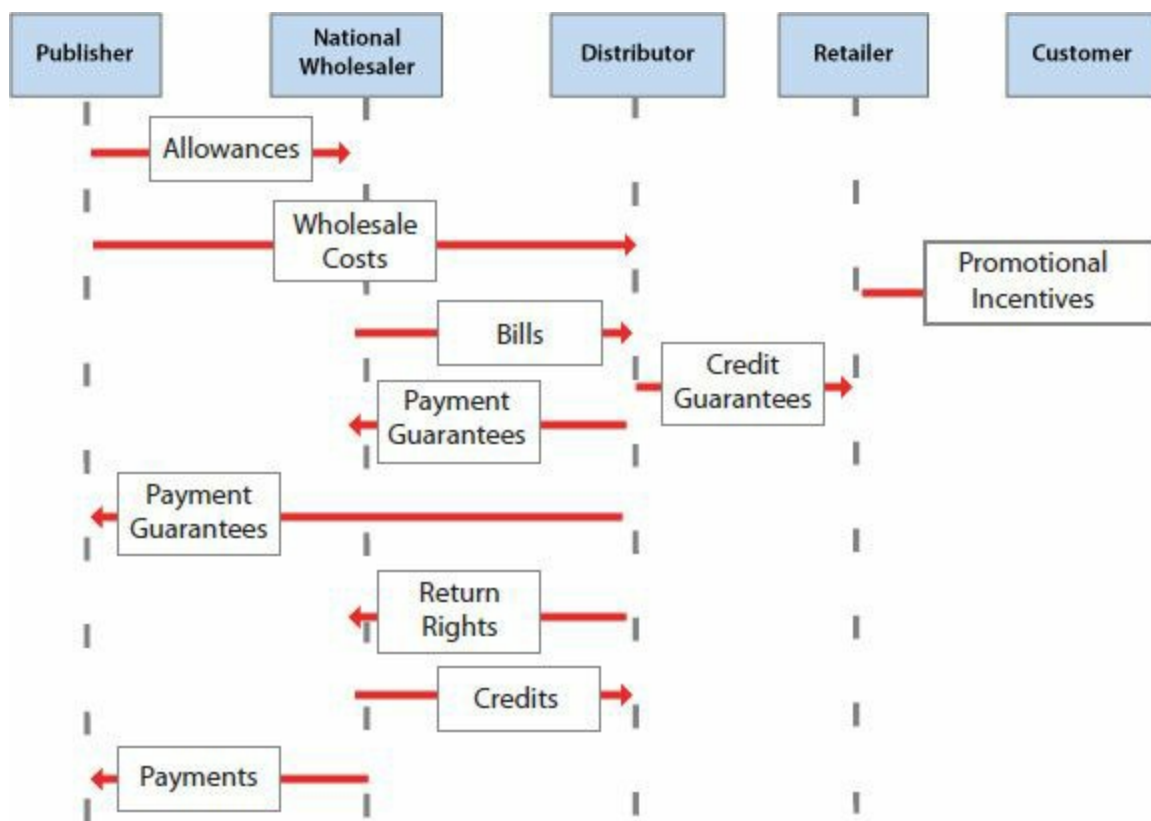 Publisher
National
Wholesaler
Distributor
Retailer
Customer
Allowances
Wholesale
Costs
Promotional
Incentives
Bills
Credit
Guarantees
Payment
Guarantees
Payment
Guarantees
Return
Rights
Credits
Payments